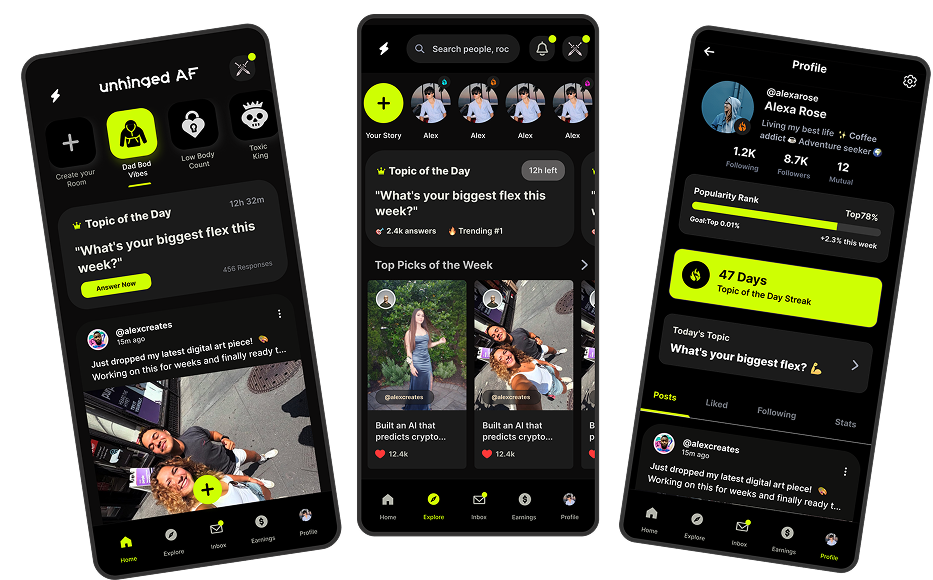 unhinged AF
Create your
Room
Dad Bod
Vibes
Low Body
Count
Toxic
King
Topic of the Day
12h 32m
"What's your biggest flex this
week?"
Answer Now
456 Responses
@alexcreates
15m ago
Just dropped my latest digital art piece! 🎨
Working on this for weeks and finally ready t...
Home
Explore
Inbox
Earnings
Profile
Search people, roc
Your Story
Alex
Alex
Alex
Alex
Topic of the Day
12h left
"What's your biggest flex this
week?"
2.4k answers
🔥 Trending #1
Top Picks of the Week
@alexcreates
@alexcreates
Built an AI that
predicts crypto...
12.4k
Built an AI that
predicts crypto...
12.4k
Home
Explore
Inbox
Earnings
Profile
Profile
@alexarose
Alexa Rose
Living my best life ✨ Coffee
addict ☕ Adventure seeker 🌍
1.2K
Following
8.7K
Followers
12
Mutual
Popularity Rank
Top78%
Goal:Top 0.01%
+2.3% this week
47 Days
Topic of the Day Streak
Today's Topic
What's your biggest flex? 💪
Posts
Liked
Following
Stats
@alexcreates
15m ago
Just dropped my latest digital art piece! 🎨
Working on this for weeks and finally ready t...
Home
Explore
Inbox
Earnings
Profile